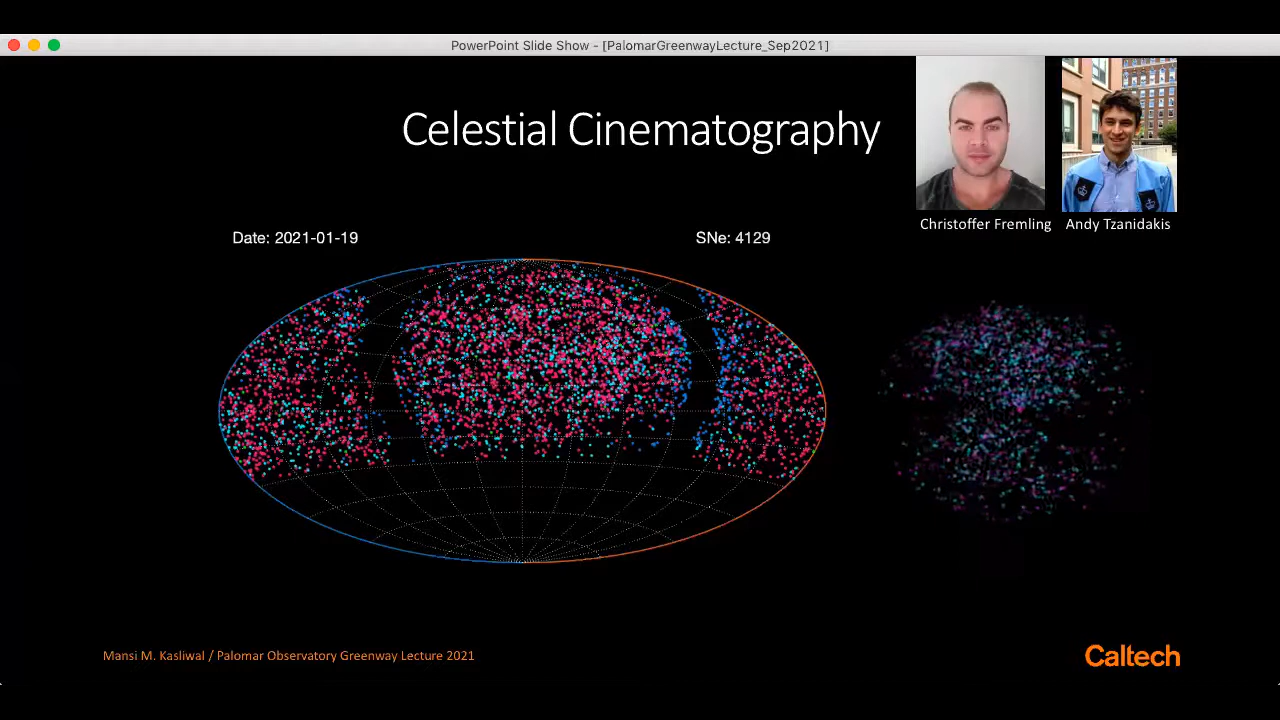 PowerPoint Slide Show - [PalomarGreenwayLecture_Sep2021]
Celestial Cinematography
Christoffer Fremling
Andy Tzanidakis
Date: 2021-01-19
SNe: 4129
Mansi M. Kasliwal / Palomar Observatory Greenway Lecture 2021
Caltech